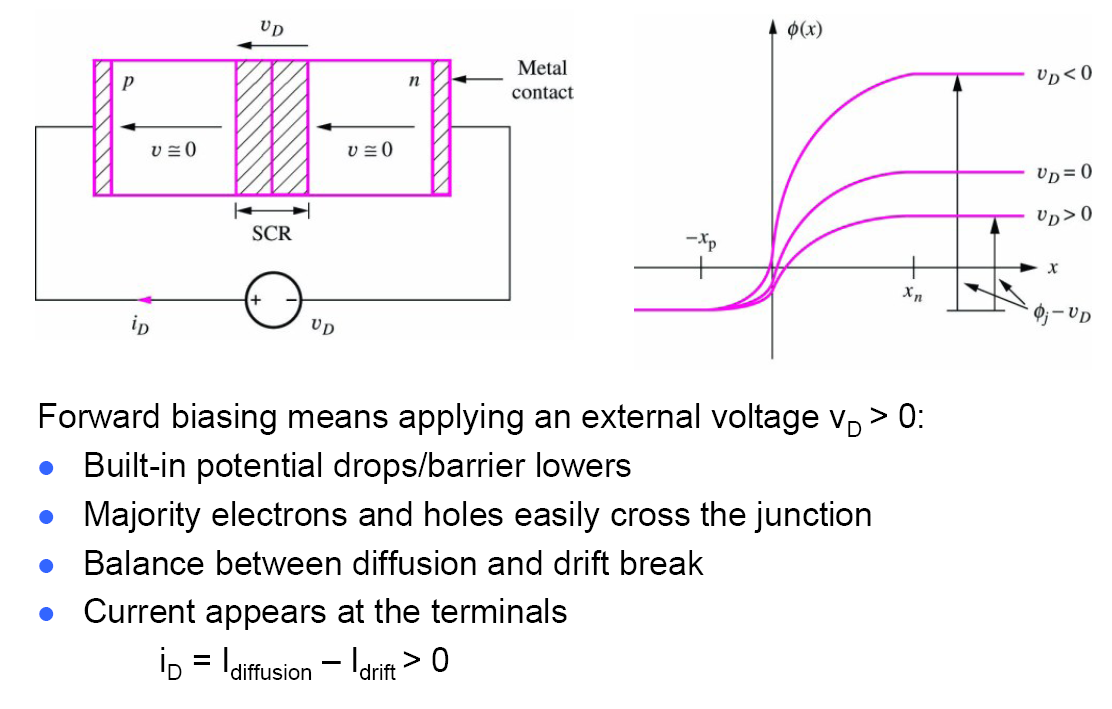 v_D
p
n
Metal
contact
v ≅ 0
v ≅ 0
SCR
+
−
i_D
v_D
ϕ(x)
v_D < 0
v_D = 0
v_D > 0
−x_p
x
x_n
ϕ_j − v_D
Forward biasing means applying an external voltage v_D > 0:
● Built-in potential drops/barrier lowers
● Majority electrons and holes easily cross the junction
● Balance between diffusion and drift break
● Current appears at the terminals
i_D = I_diffusion − I_drift > 0